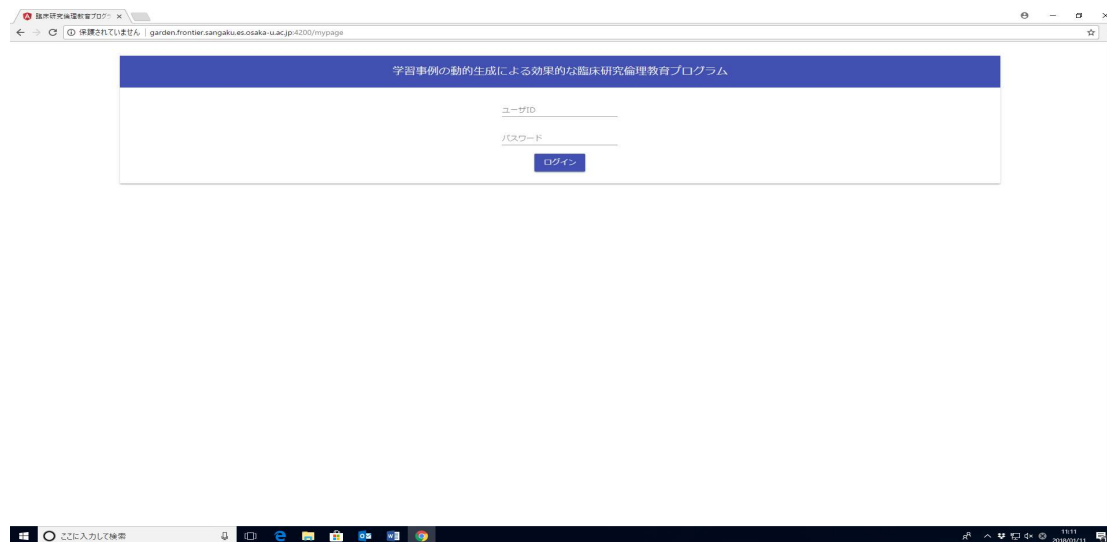 臨床研究倫理教育プログ
保護されていません garden.frontier.sangaku.es.osaka-u.ac.jp:4200/mypage
学習事例の動的生成による効果的な臨床研究倫理教育プログラム
ユーザID
パスワード
ログイン
ここに入力して検索
11:11
2018/01/11